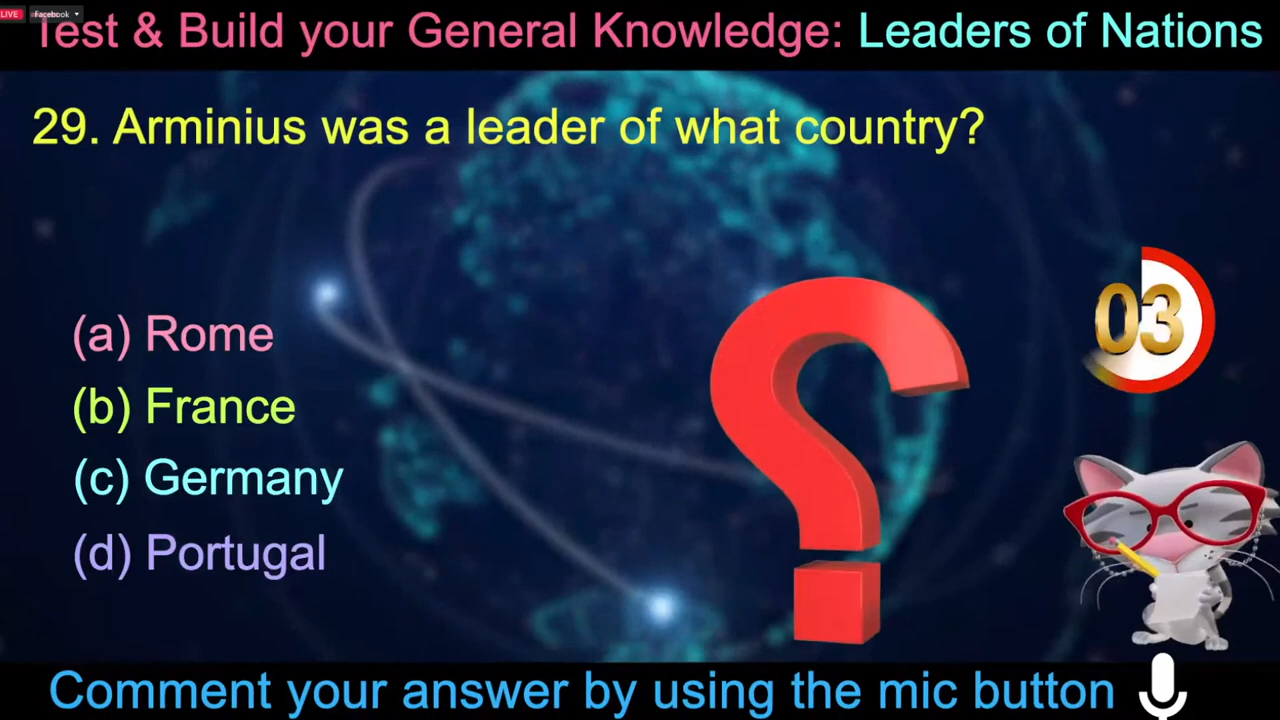 LIVE Facebook
Test & Build your General Knowledge: Leaders of Nations
29. Arminius was a leader of what country?
(a) Rome
03
(b) France
(c) Germany
(d) Portugal
Comment your answer by using the mic button